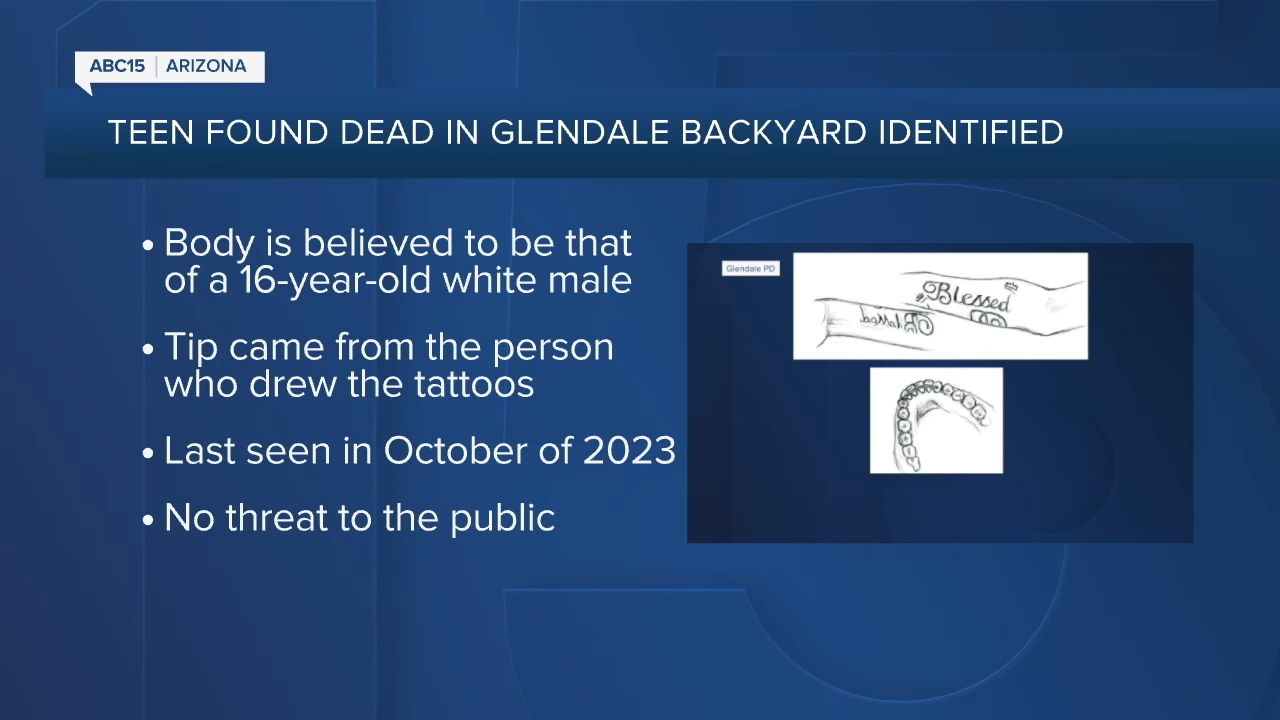 ABC15 | ARIZONA
TEEN FOUND DEAD IN GLENDALE BACKYARD IDENTIFIED
• Body is believed to be that
of a 16-year-old white male
• Tip came from the person
who drew the tattoos
• Last seen in October of 2023
• No threat to the public
Glendale PD
Blessed